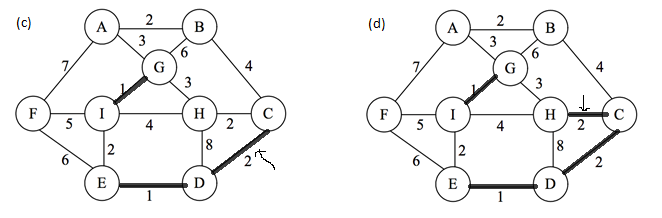 (c)
A 2 B
3 6
7 G 4
1 3
F 5 I 4 H 2 C
6 2 8 2
E 1 D
(d)
A 2 B
3 6
7 G 4
1 3
F 5 I 4 H 2 C
6 2 8 2
E 1 D